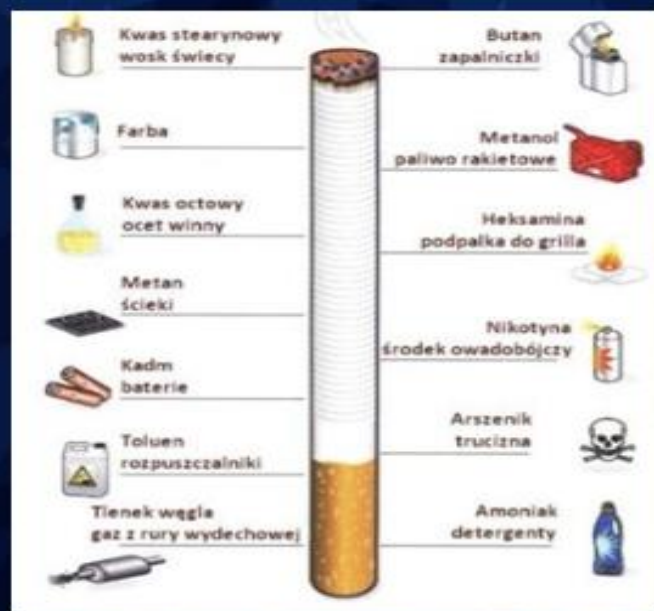 Kwas stearynowy
wosk świecy
Farba
Kwas octowy
ocet winny
Metan
ścieki
Kadm
baterie
Toluen
rozpuszczalniki
Tlenek węgla
gaz z rury wydechowej
Butan
zapalniczki
Metanol
paliwo rakietowe
Heksamina
podpałka do grilla
Nikotyna
środek owadobójczy
Arszenik
trucizna
Amoniak
detergenty